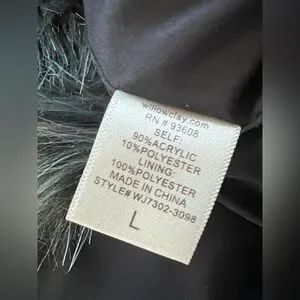 willowclay.com
RN # 93608
SELF:
90%ACRYLIC
10%POLYESTER
LINING:
100%POLYESTER
MADE IN CHINA
STYLE# WJ7302-3098
L